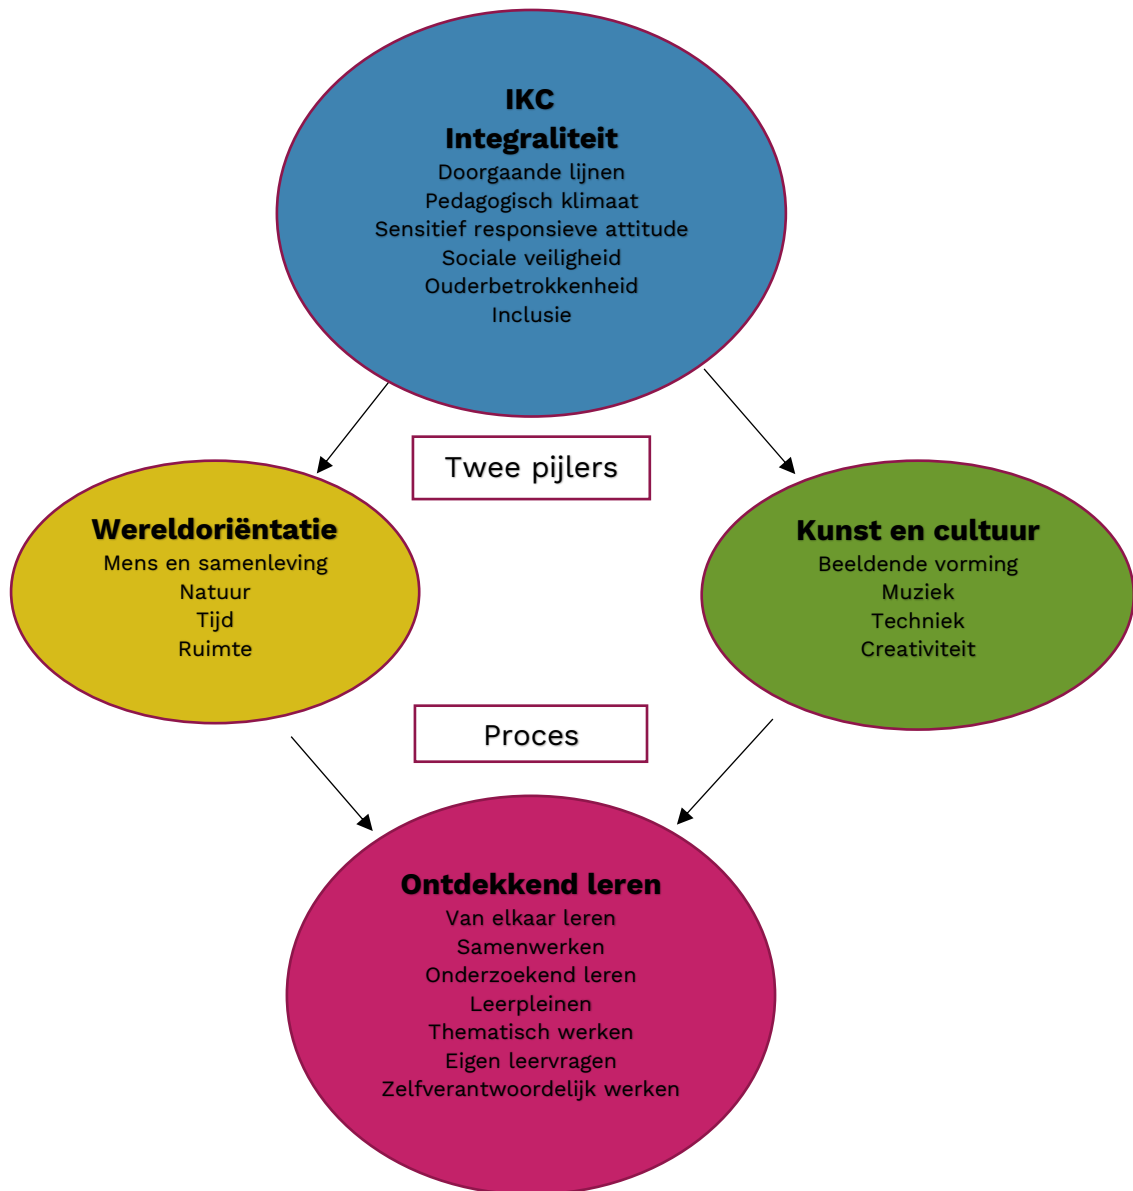 IKC
Integraliteit
Doorgaande lijnen
Pedagogisch klimaat
Sensitief responsieve attitude
Sociale veiligheid
Ouderbetrokkenheid
Inclusie
Twee pijlers
Wereldoriëntatie
Mens en samenleving
Natuur
Tijd
Ruimte
Kunst en cultuur
Beeldende vorming
Muziek
Techniek
Creativiteit
Proces
Ontdekkend leren
Van elkaar leren
Samenwerken
Onderzoekend leren
Leerpleinen
Thematisch werken
Eigen leervragen
Zelfverantwoordelijk werken